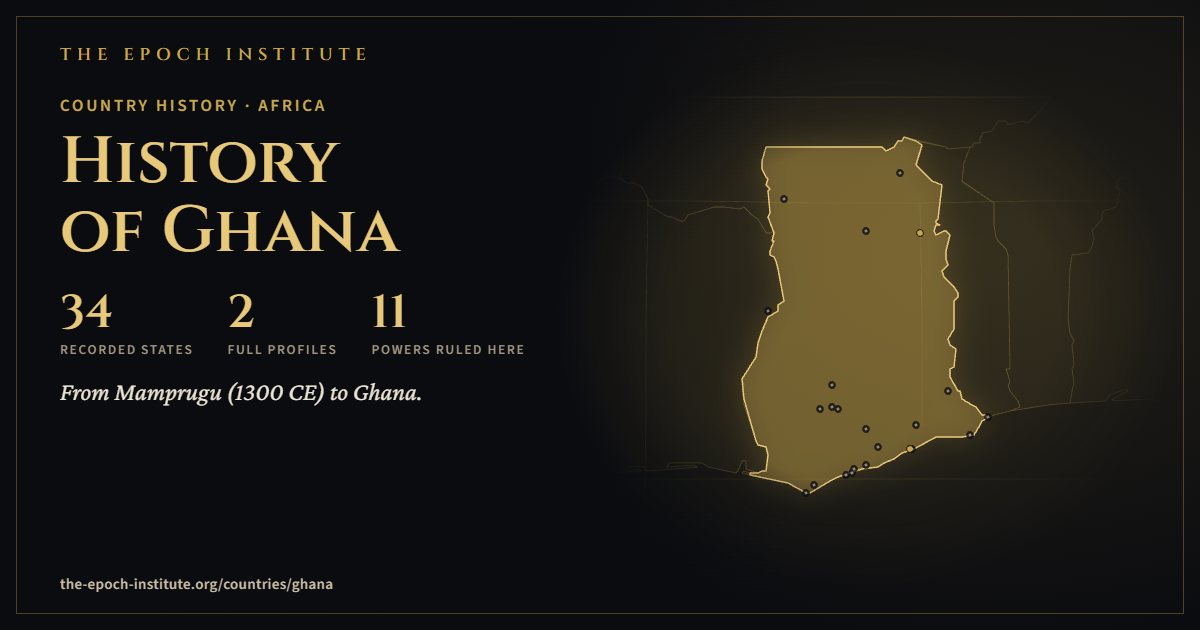 THE EPOCH INSTITUTE
COUNTRY HISTORY · AFRICA
HISTORY
OF GHANA
34 2 11
RECORDED STATES FULL PROFILES POWERS RULED HERE
From Mamprugu (1300 CE) to Ghana.
the-epoch-institute.org/countries/ghana